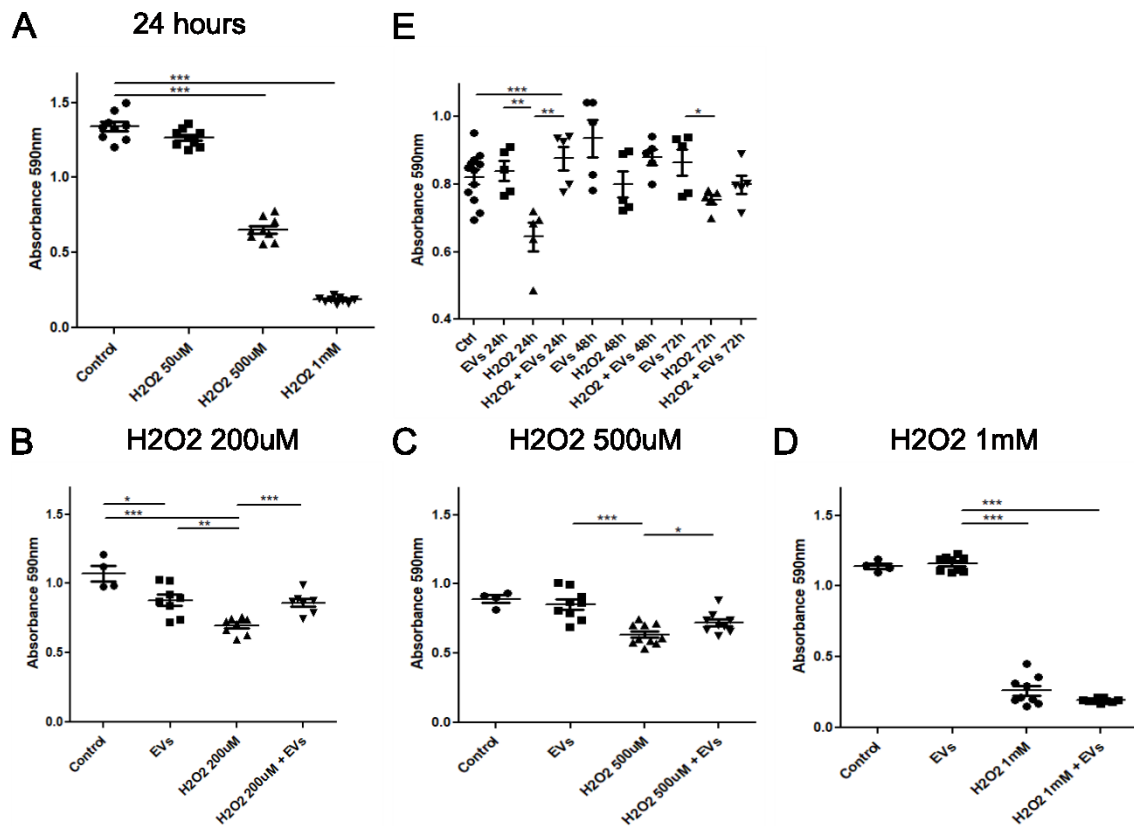 A
24 hours
***
***
Absorbance 590nm
1.5
1.0
0.5
0.0
Control
H2O2 50uM
H2O2 500uM
H2O2 1mM
E
***
**
**
*
Absorbance 590nm
1.0
0.8
0.6
0.4
Ctrl
EVs 24h
H2O2 24h
H2O2 + EVs 24h
EVs 48h
H2O2 48h
H2O2 + EVs 48h
EVs 72h
H2O2 72h
H2O2 + EVs 72h
B
H2O2 200uM
*
***
***
**
Absorbance 590nm
1.5
1.0
0.5
0.0
Control
EVs
H2O2 200uM
H2O2 200uM + EVs
C
H2O2 500uM
***
*
Absorbance 590nm
1.5
1.0
0.5
0.0
Control
EVs
H2O2 500uM
H2O2 500uM + EVs
D
H2O2 1mM
***
***
Absorbance 590nm
1.5
1.0
0.5
0.0
Control
EVs
H2O2 1mM
H2O2 1mM + EVs